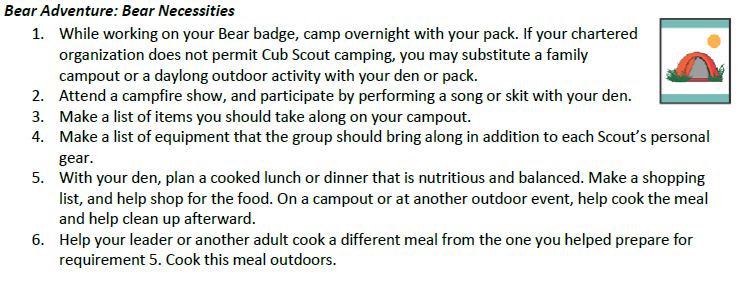 Bear Adventure: Bear Necessities
1. While working on your Bear badge, camp overnight with your pack. If your chartered
organization does not permit Cub Scout camping, you may substitute a family
campout or a daylong outdoor activity with your den or pack.
2. Attend a campfire show, and participate by performing a song or skit with your den.
3. Make a list of items you should take along on your campout.
4. Make a list of equipment that the group should bring along in addition to each Scout's personal
gear.
5. With your den, plan a cooked lunch or dinner that is nutritious and balanced. Make a shopping
list, and help shop for the food. On a campout or at another outdoor event, help cook the meal
and help clean up afterward.
6. Help your leader or another adult cook a different meal from the one you helped prepare for
requirement 5. Cook this meal outdoors.